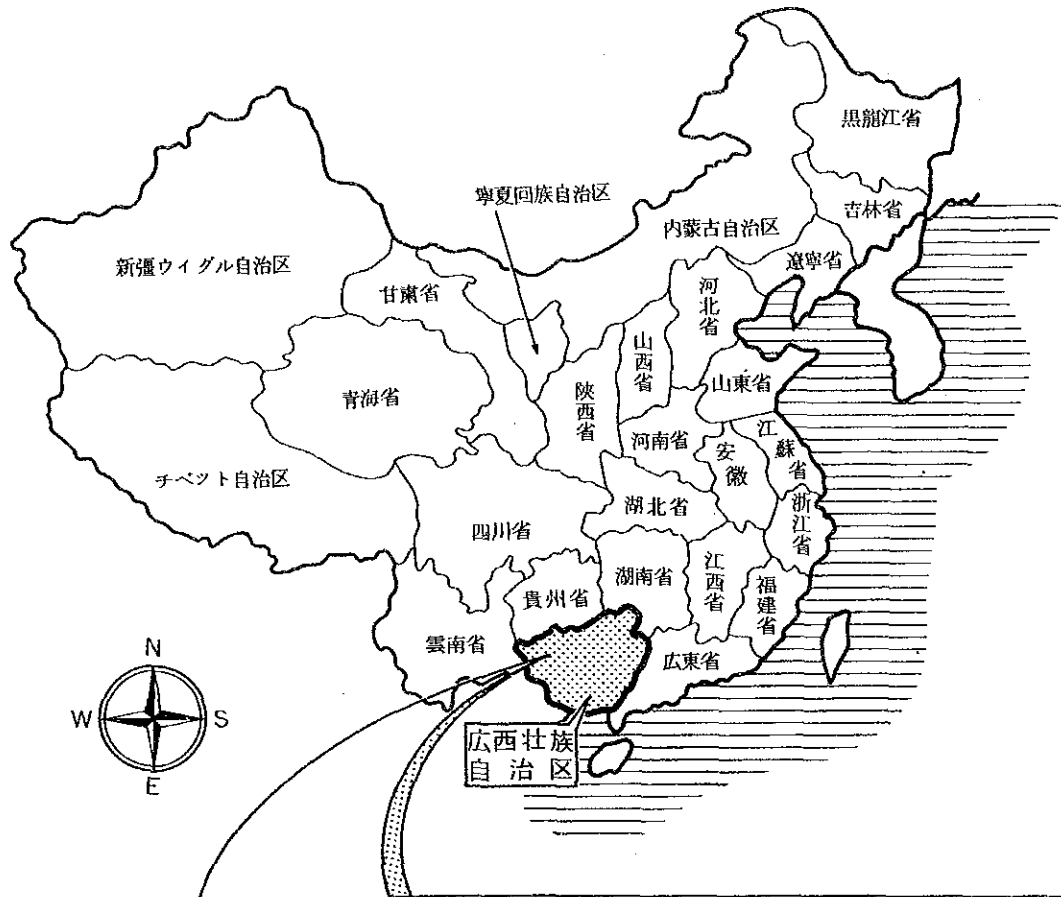 黒龍江省
寧夏回族自治区
吉林省
内蒙古自治区
新彊ウイグル自治区
遼寧省
甘粛省
河北省
山西省
山東省
青海省
陜西省
河南省
江蘇省
安徽
チベット自治区
湖北省
浙江省
四川省
湖南省
江西省
福建省
貴州省
雲南省
広東省
N
W
S
E
広西壮族
自治区